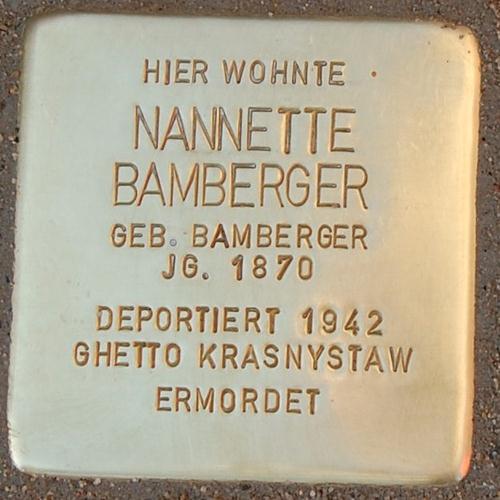 HIER WOHNTE
NANNETTE
BAMBERGER
GEB. BAMBERGER
JG. 1870
DEPORTIERT 1942
GHETTO KRASNYSTAW
ERMORDET